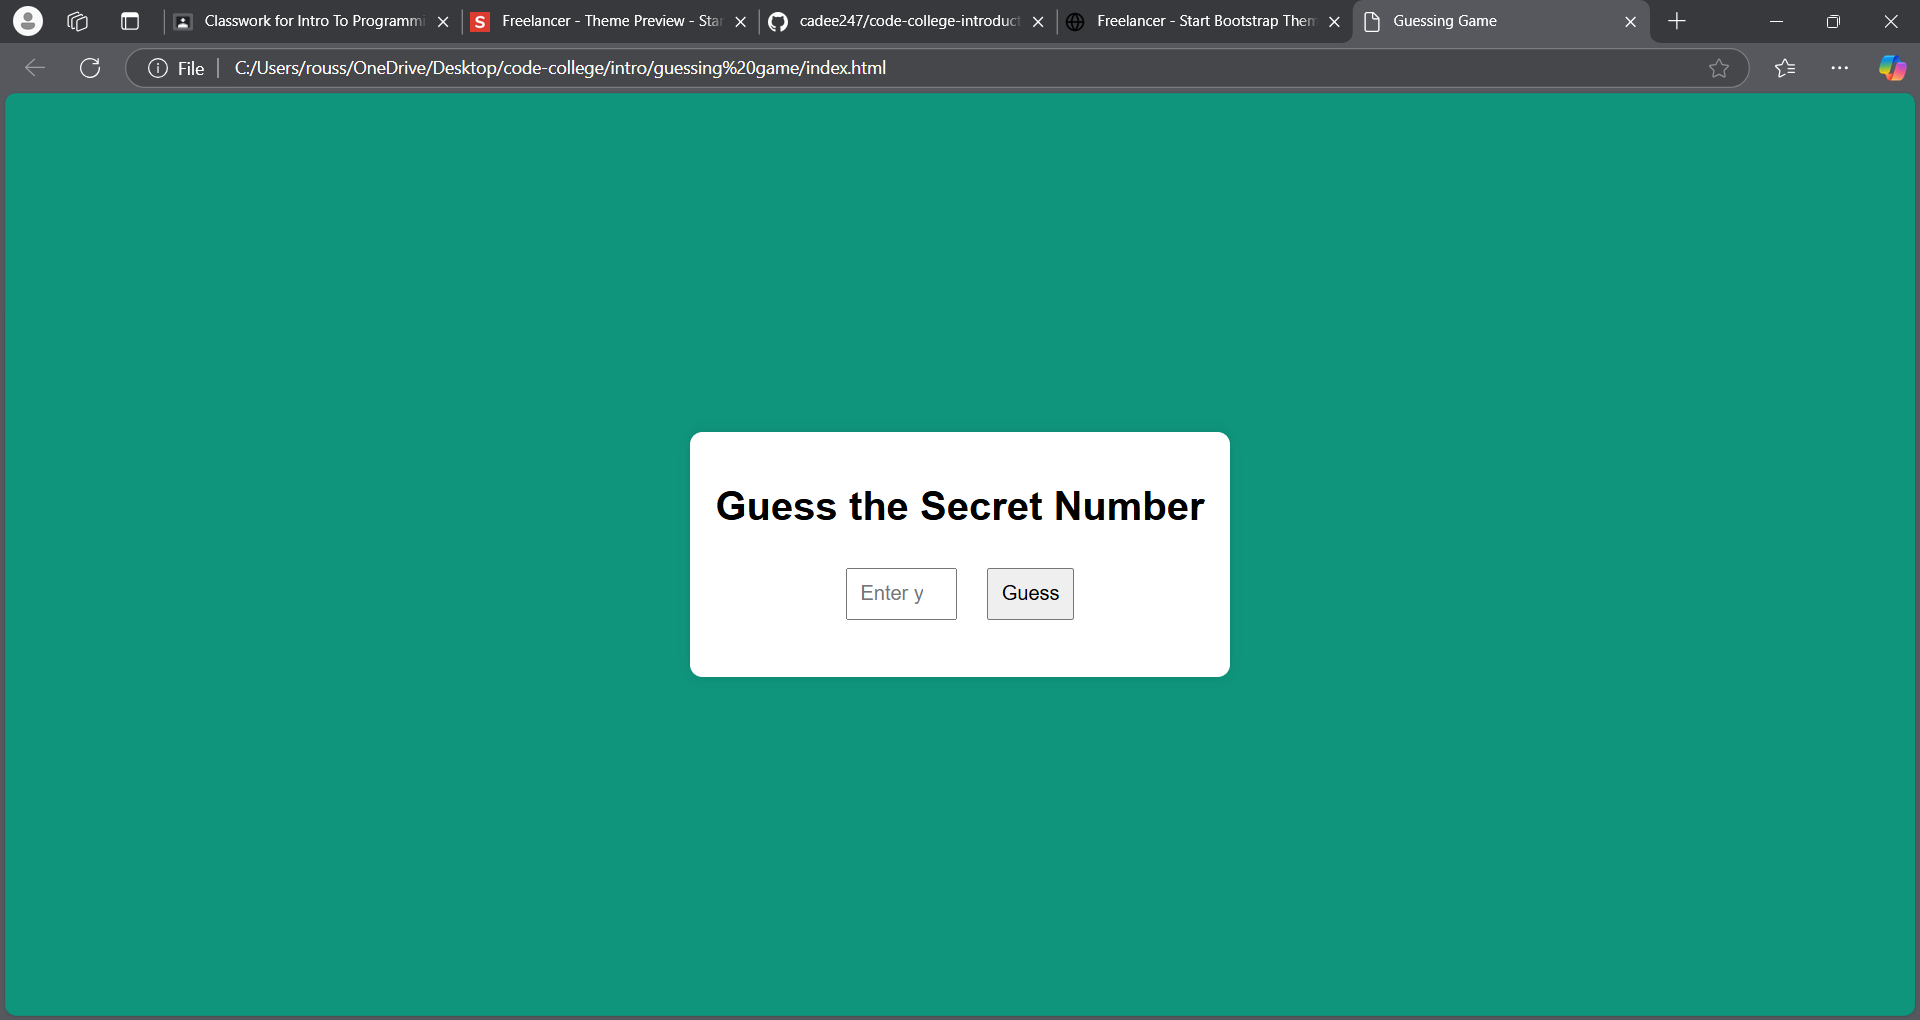 Classwork for Intro To Programmi
S Freelancer - Theme Preview - Star
cadee247/code-college-introduct
Freelancer - Start Bootstrap Them
Guessing Game
File
C:/Users/rouss/OneDrive/Desktop/code-college/intro/guessing%20game/index.html
Guess the Secret Number
Enter y
Guess